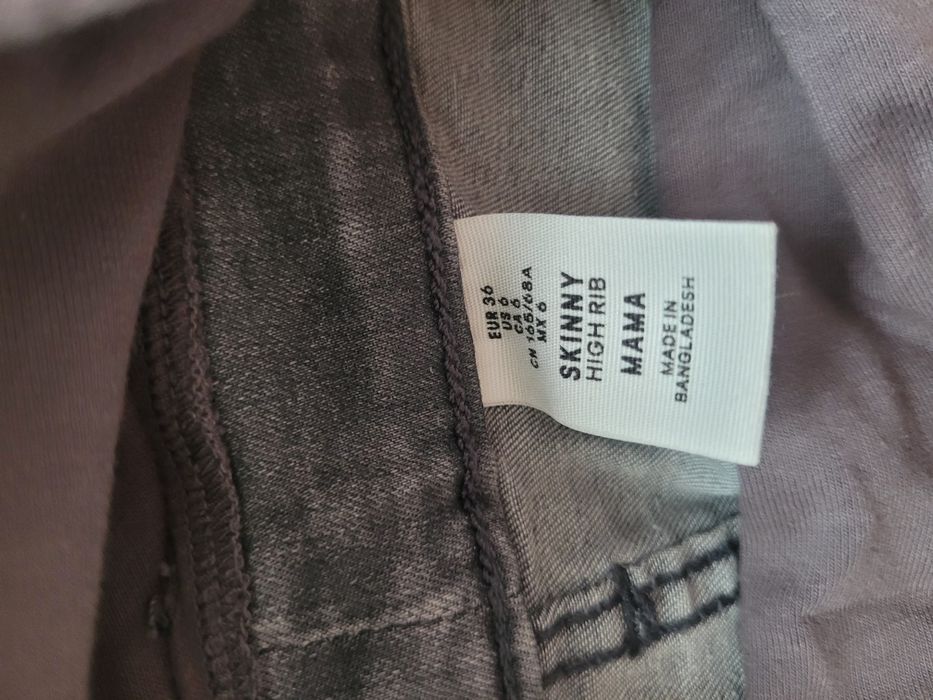 EUR 36
US 6
CA 6
CN 165/68A
MX 6
SKINNY
HIGH RIB
MAMA
MADE IN
BANGLADESH